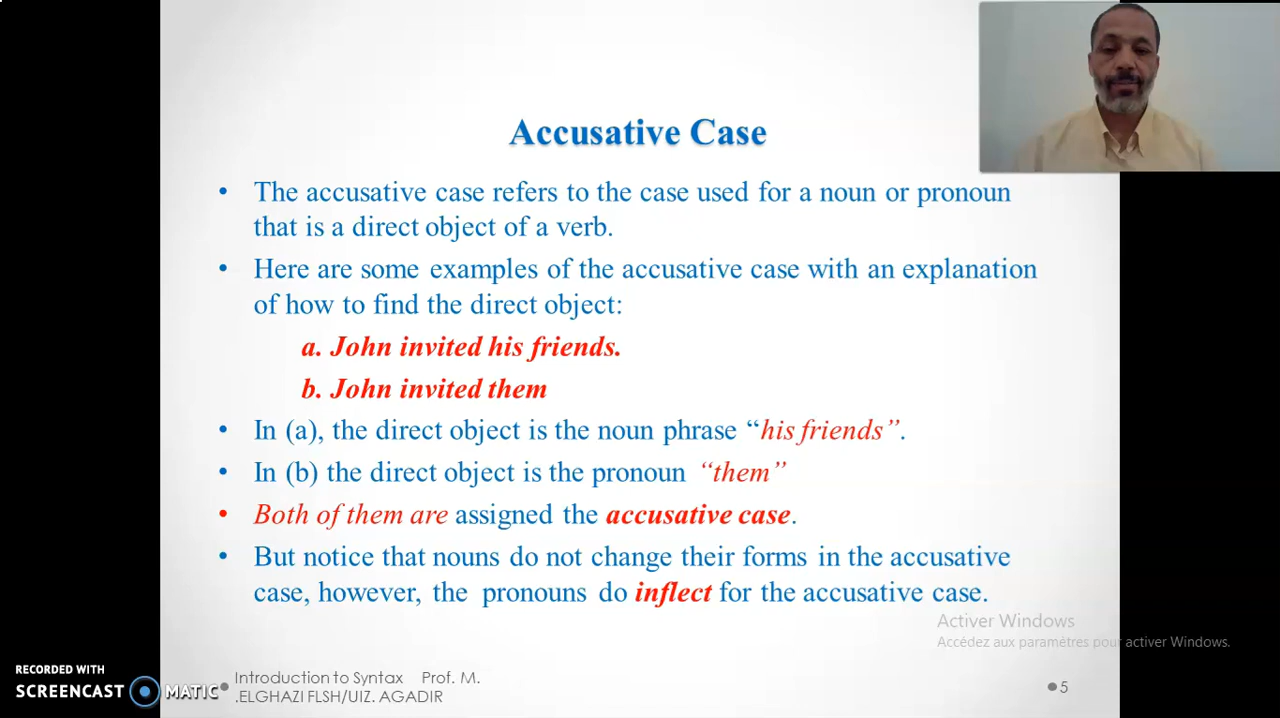 Accusative Case
• The accusative case refers to the case used for a noun or pronoun
that is a direct object of a verb.
• Here are some examples of the accusative case with an explanation
of how to find the direct object:
a. John invited his friends.
b. John invited them
• In (a), the direct object is the noun phrase “his friends”.
• In (b) the direct object is the pronoun “them”
• Both of them are assigned the accusative case.
• But notice that nouns do not change their forms in the accusative
case, however, the pronouns do inflect for the accusative case.
Activer Windows
Accédez aux paramètres pour activer Windows.
RECORDED WITH
SCREENCAST MATIC
Introduction to Syntax Prof. M.
.ELGHAZI FLSH/UIZ. AGADIR
5